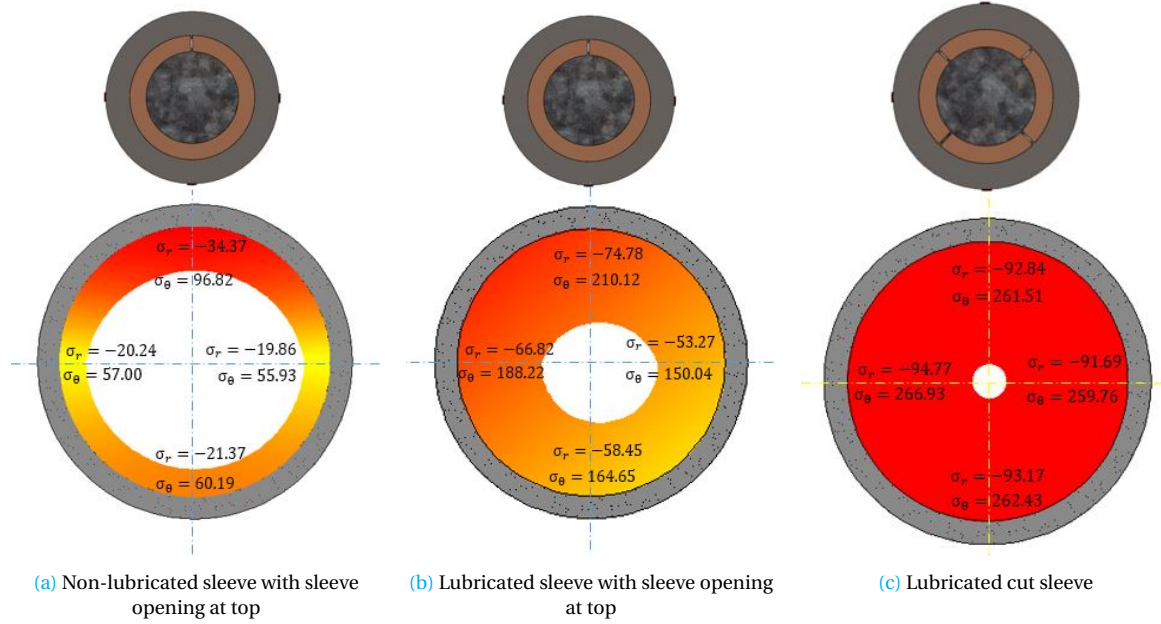 σr = −34.37
σθ = 96.82
σr = −20.24
σθ = 57.00
σr = −19.86
σθ = 55.93
σr = −21.37
σθ = 60.19
(a) Non-lubricated sleeve with sleeve
opening at top
σr = −74.78
σθ = 210.12
σr = −66.82
σθ = 188.22
σr = −53.27
σθ = 150.04
σr = −58.45
σθ = 164.65
(b) Lubricated sleeve with sleeve opening
at top
σr = −92.84
σθ = 261.51
σr = −94.77
σθ = 266.93
σr = −91.69
σθ = 259.76
σr = −93.17
σθ = 262.43
(c) Lubricated cut sleeve